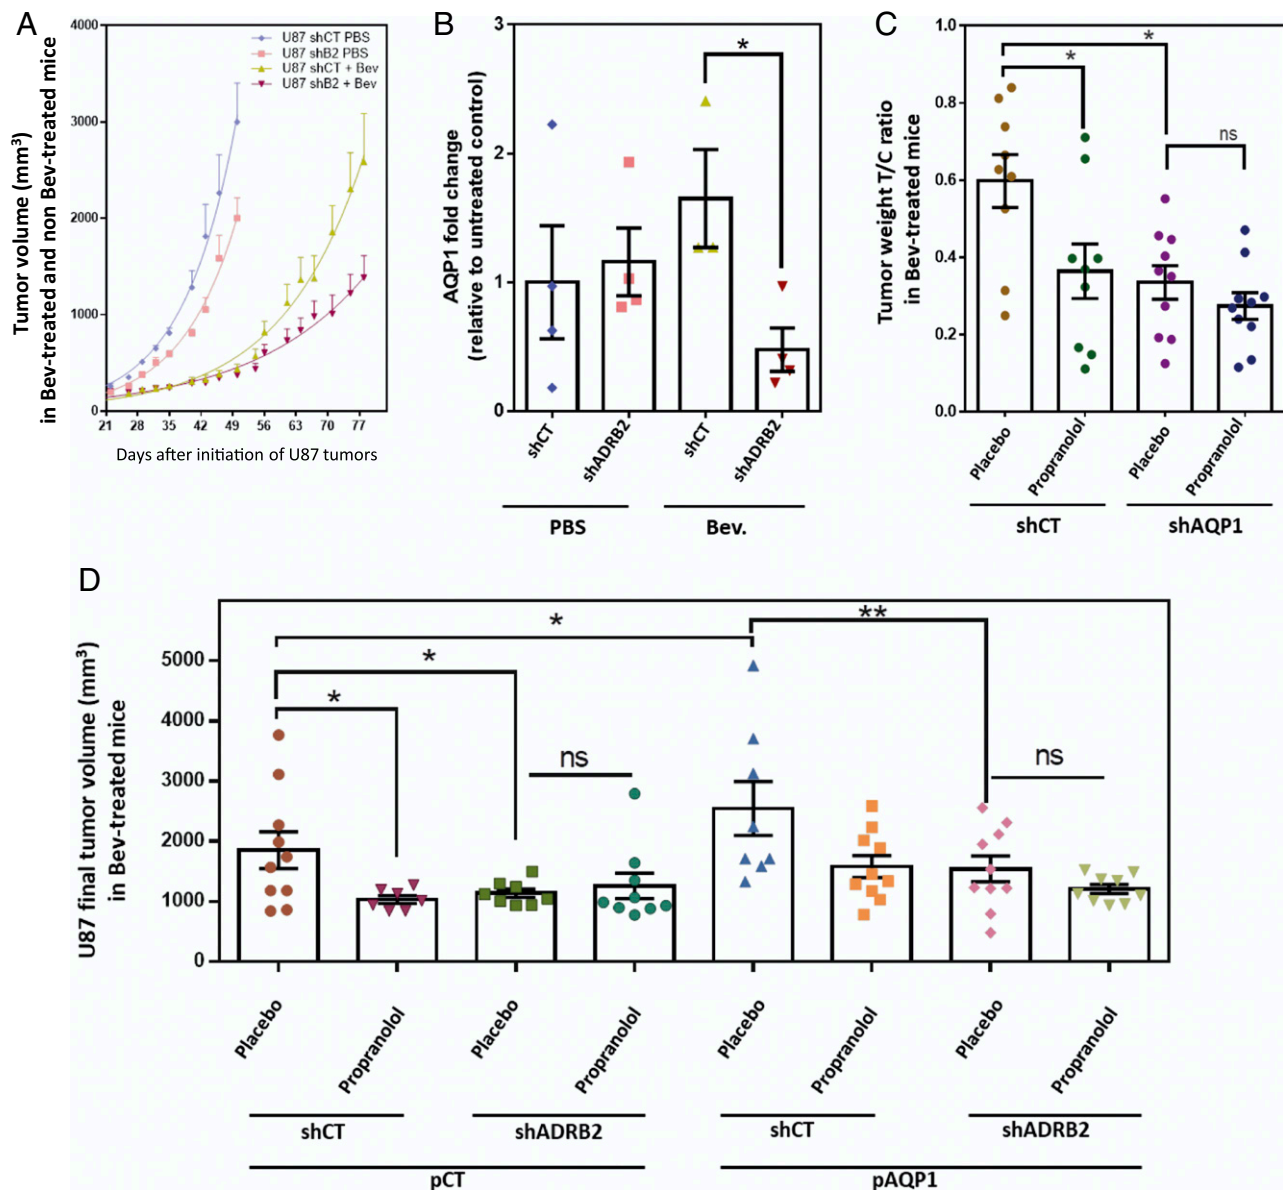 A
Tumor volume (mm³)
in Bev-treated and non Bev-treated mice
4000
3000
2000
1000
0
21 28 35 42 49 56 63 70 77
Days after initiation of U87 tumors
U87 shCT PBS
U87 shB2 PBS
U87 shCT + Bev
U87 shB2 + Bev
B
AQP1 fold change
(relative to untreated control)
3
2
1
0
*
shCT
shADRB2
shCT
shADRB2
PBS
Bev.
C
Tumor weight T/C ratio
in Bev-treated mice
1.0
0.8
0.6
0.4
0.2
0.0
*
*
ns
Placebo
Propranolol
Placebo
Propranolol
shCT
shAQP1
D
U87 final tumor volume (mm³)
in Bev-treated mice
5000
4000
3000
2000
1000
0
*
*
*
**
ns
ns
Placebo
Propranolol
Placebo
Propranolol
Placebo
Propranolol
Placebo
Propranolol
shCT
shADRB2
shCT
shADRB2
pCT
pAQP1